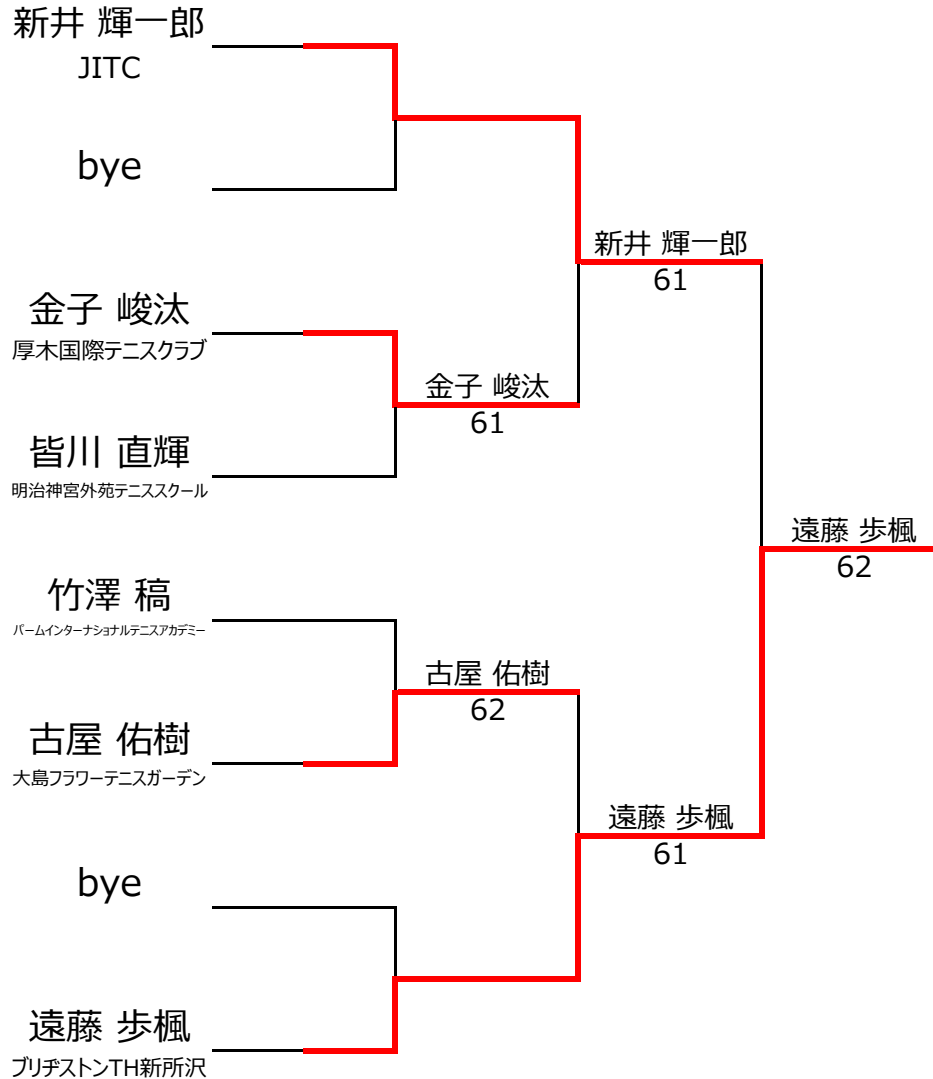 新井 輝一郎
JITC
bye
新井 輝一郎
61
金子 峻汰
厚木国際テニスクラブ
金子 峻汰
61
皆川 直輝
明治神宮外苑テニススクール
遠藤 歩楓
62
竹澤 稿
パームインターナショナルテニスアカデミー
古屋 佑樹
62
古屋 佑樹
大島フラワーテニスガーデン
遠藤 歩楓
61
bye
遠藤 歩楓
ブリヂストンTH新所沢